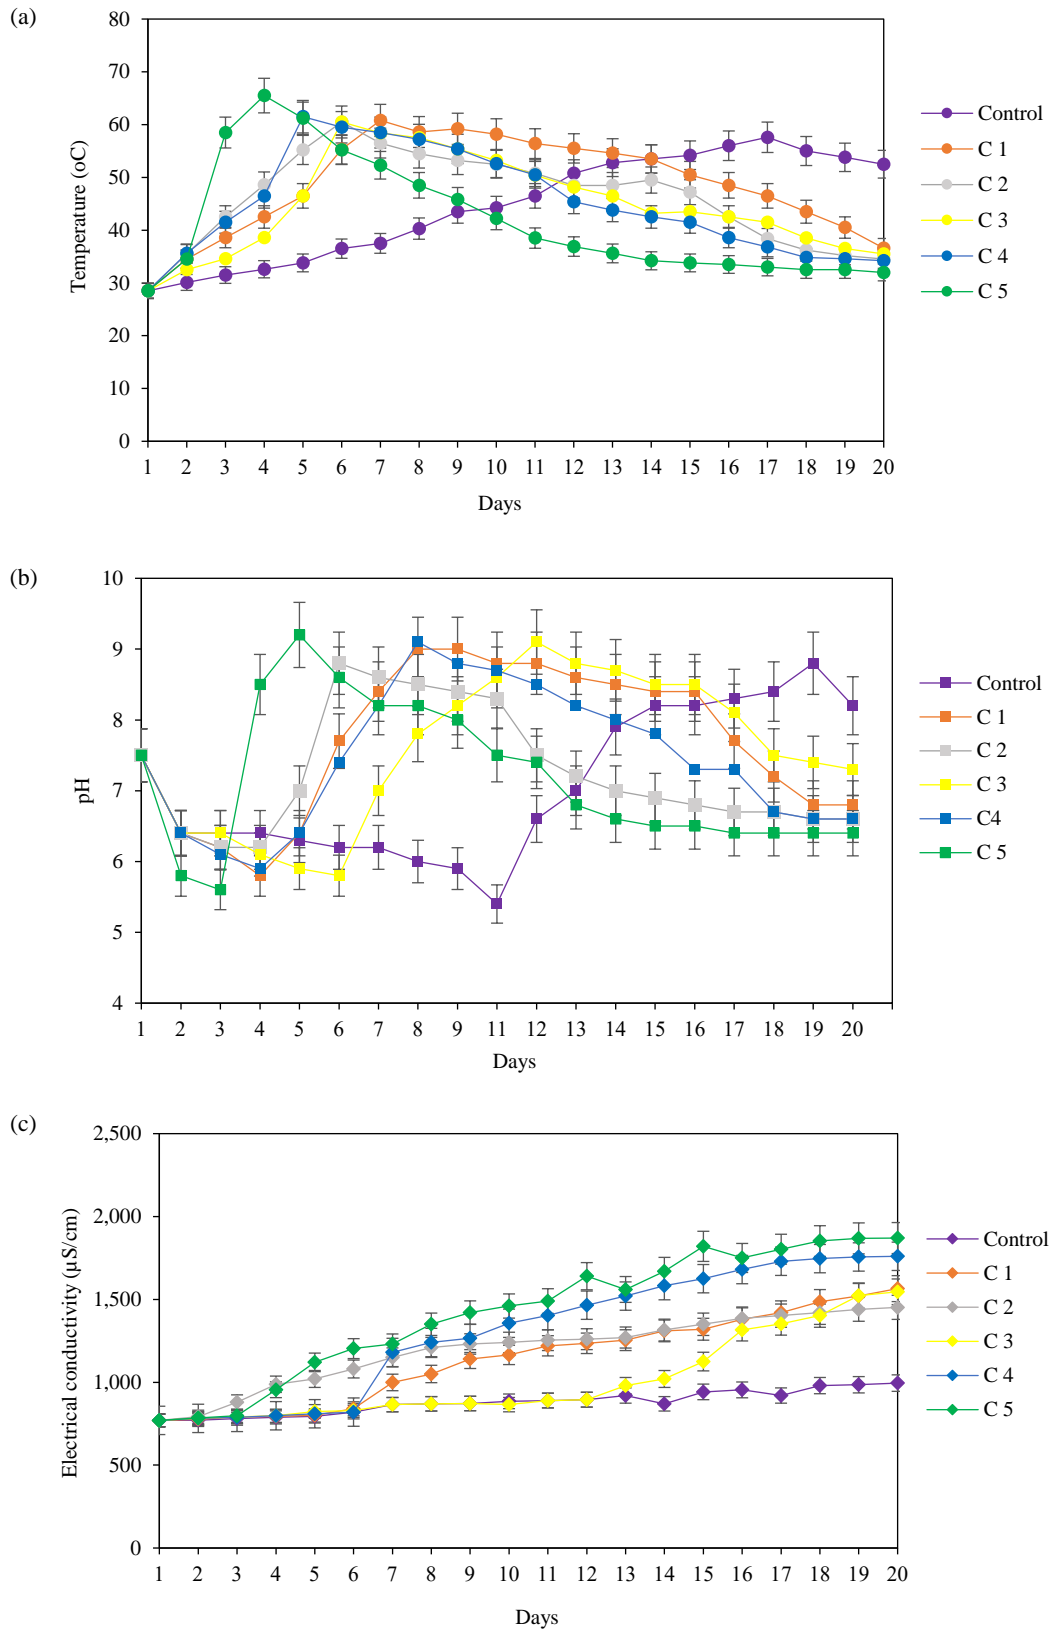 (a)
80
70
60
50
40
30
20
10
0
Temperature (oC)
1 2 3 4 5 6 7 8 9 10 11 12 13 14 15 16 17 18 19 20
Days
Control
C 1
C 2
C 3
C 4
C 5
(b)
10
9
8
7
6
5
4
pH
1 2 3 4 5 6 7 8 9 11 12 13 14 15 16 17 18 19 20
Days
Control
C 1
C 2
C 3
C4
C 5
(c)
2,500
2,000
1,500
1,000
500
0
Electrical conductivity (µS/cm)
1 2 3 4 5 6 7 8 9 10 11 12 13 14 15 16 17 18 19 20
Days
Control
C 1
C 2
C 3
C 4
C 5